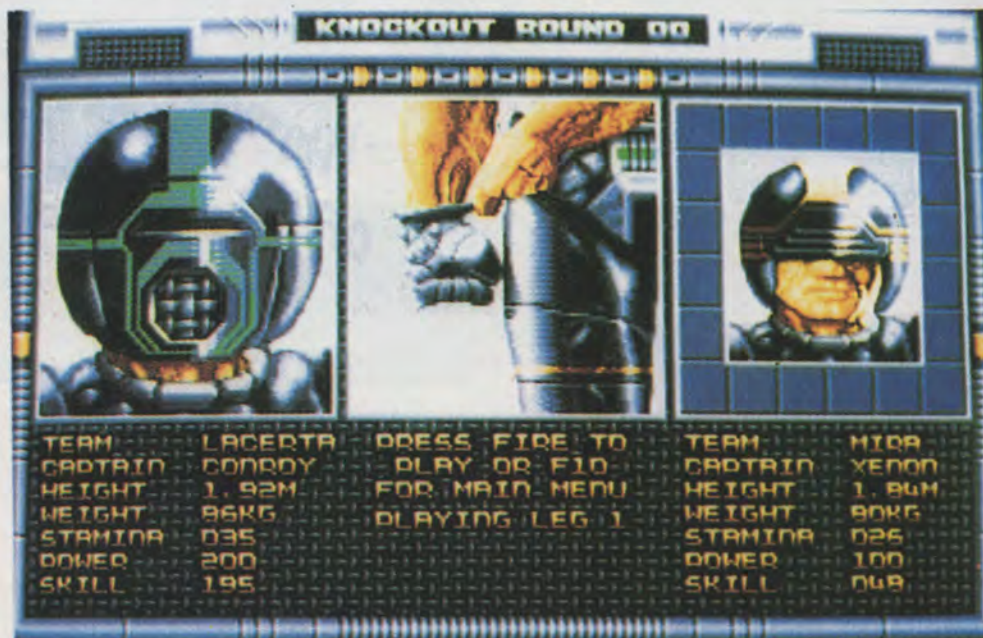 KNOCKOUT ROUND 00
TEAM LACERTA
CAPTAIN CONROY
HEIGHT 1.92M
WEIGHT 86KG
STAMINA 035
POWER 200
SKILL 195
PRESS FIRE TO
PLAY OR F10
FOR MAIN MENU
PLAYING LEG 1
TEAM MIRA
CAPTAIN XENON
HEIGHT 1.84M
WEIGHT 80KG
STAMINA 026
POWER 100
SKILL 048